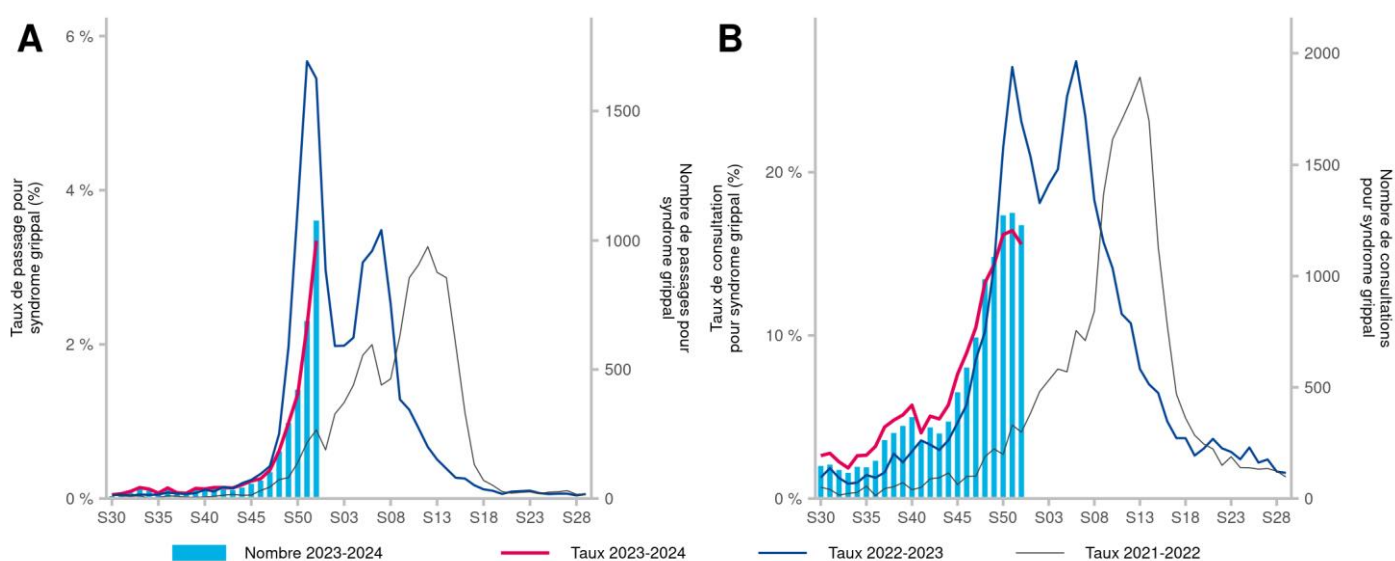 A
B
6 %
4 %
2 %
0 %
Taux de passage pour
syndrome grippal (%)
1500
1000
500
0
Nombre de passages pour
syndrome grippal
S30 S35 S40 S45 S50 S03 S08 S13 S18 S23 S28
20 %
10 %
0 %
Taux de consultation
pour syndrome grippal (%)
2000
1500
1000
500
0
Nombre de consultations
pour syndrome grippal
S30 S35 S40 S45 S50 S03 S08 S13 S18 S23 S28
Nombre 2023-2024 Taux 2023-2024 Taux 2022-2023 Taux 2021-2022